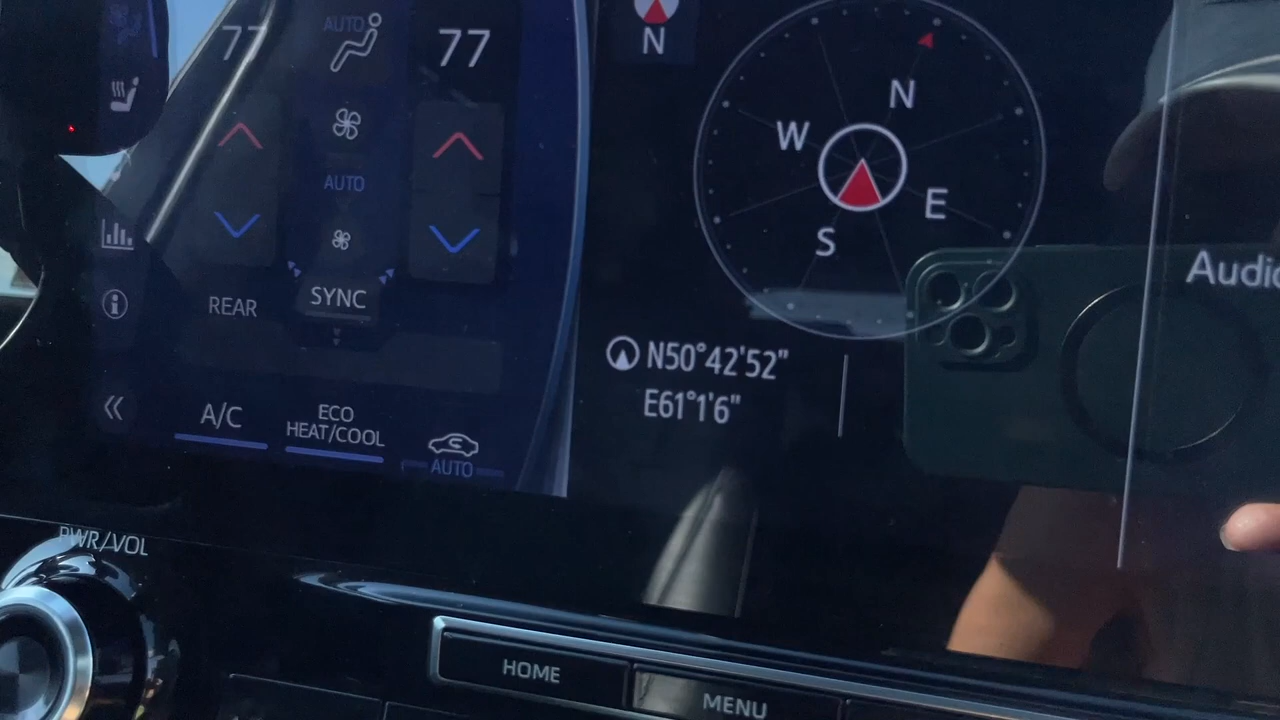 77
AUTO
77
AUTO
REAR
SYNC
A/C
ECO
HEAT/COOL
AUTO
N
N
W
E
S
N50°42'52"
E61°1'6"
Audio
PWR/VOL
HOME
MENU